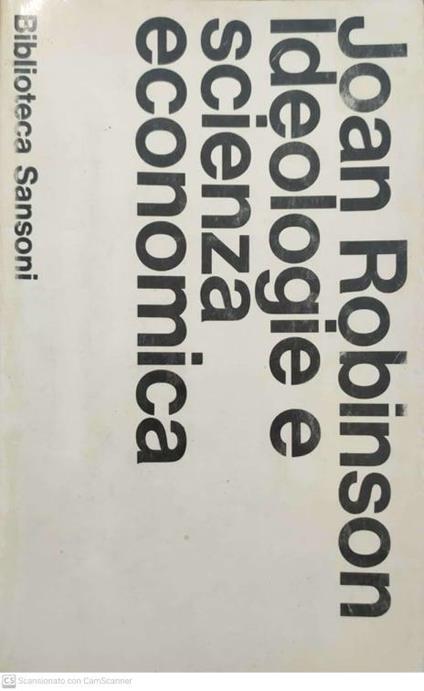 Joan Robinson
Ideologie e
scienza
economica
Biblioteca Sansoni
CS Scansionato con CamScanner